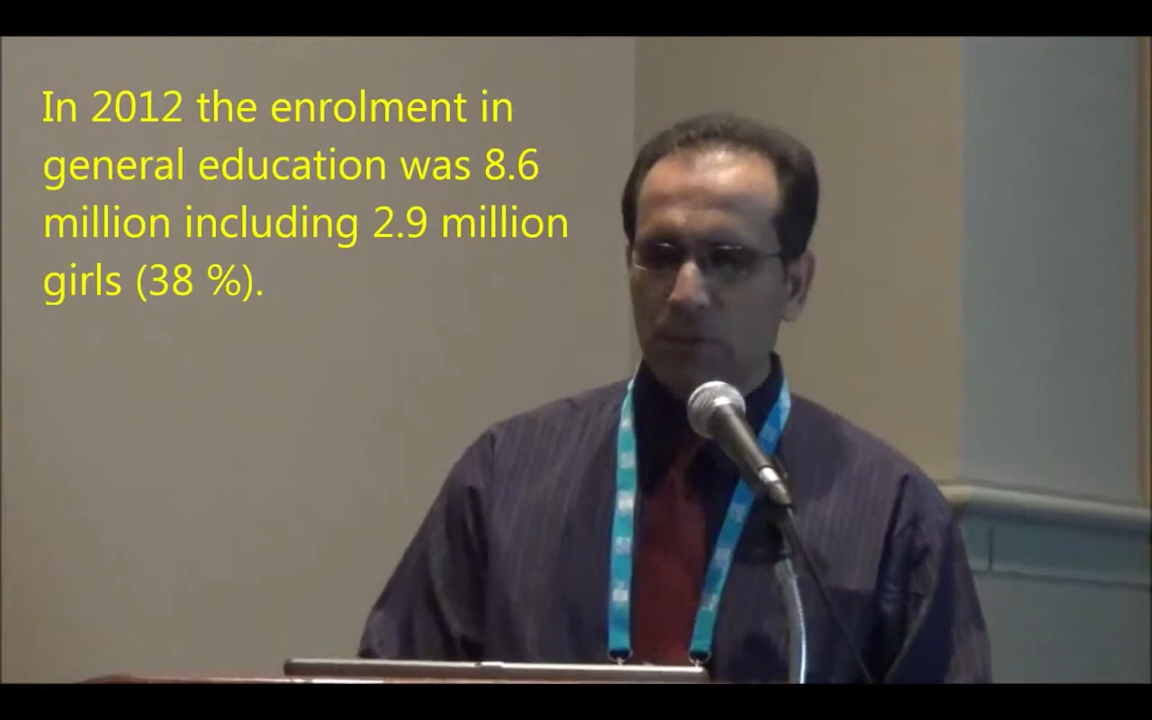 In 2012 the enrolment in
general education was 8.6
million including 2.9 million
girls (38 %).